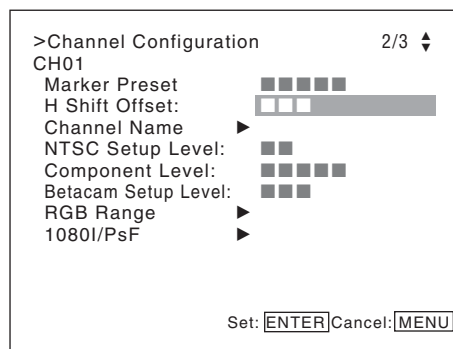 >Channel Configuration 2/3
CH01
Marker Preset ■■■■■
H Shift Offset: ■■■
Channel Name ►
NTSC Setup Level: ■■
Component Level: ■■■■■
Betacam Setup Level: ■■■
RGB Range ►
1080I/PsF ►
Set: ENTER Cancel: MENU